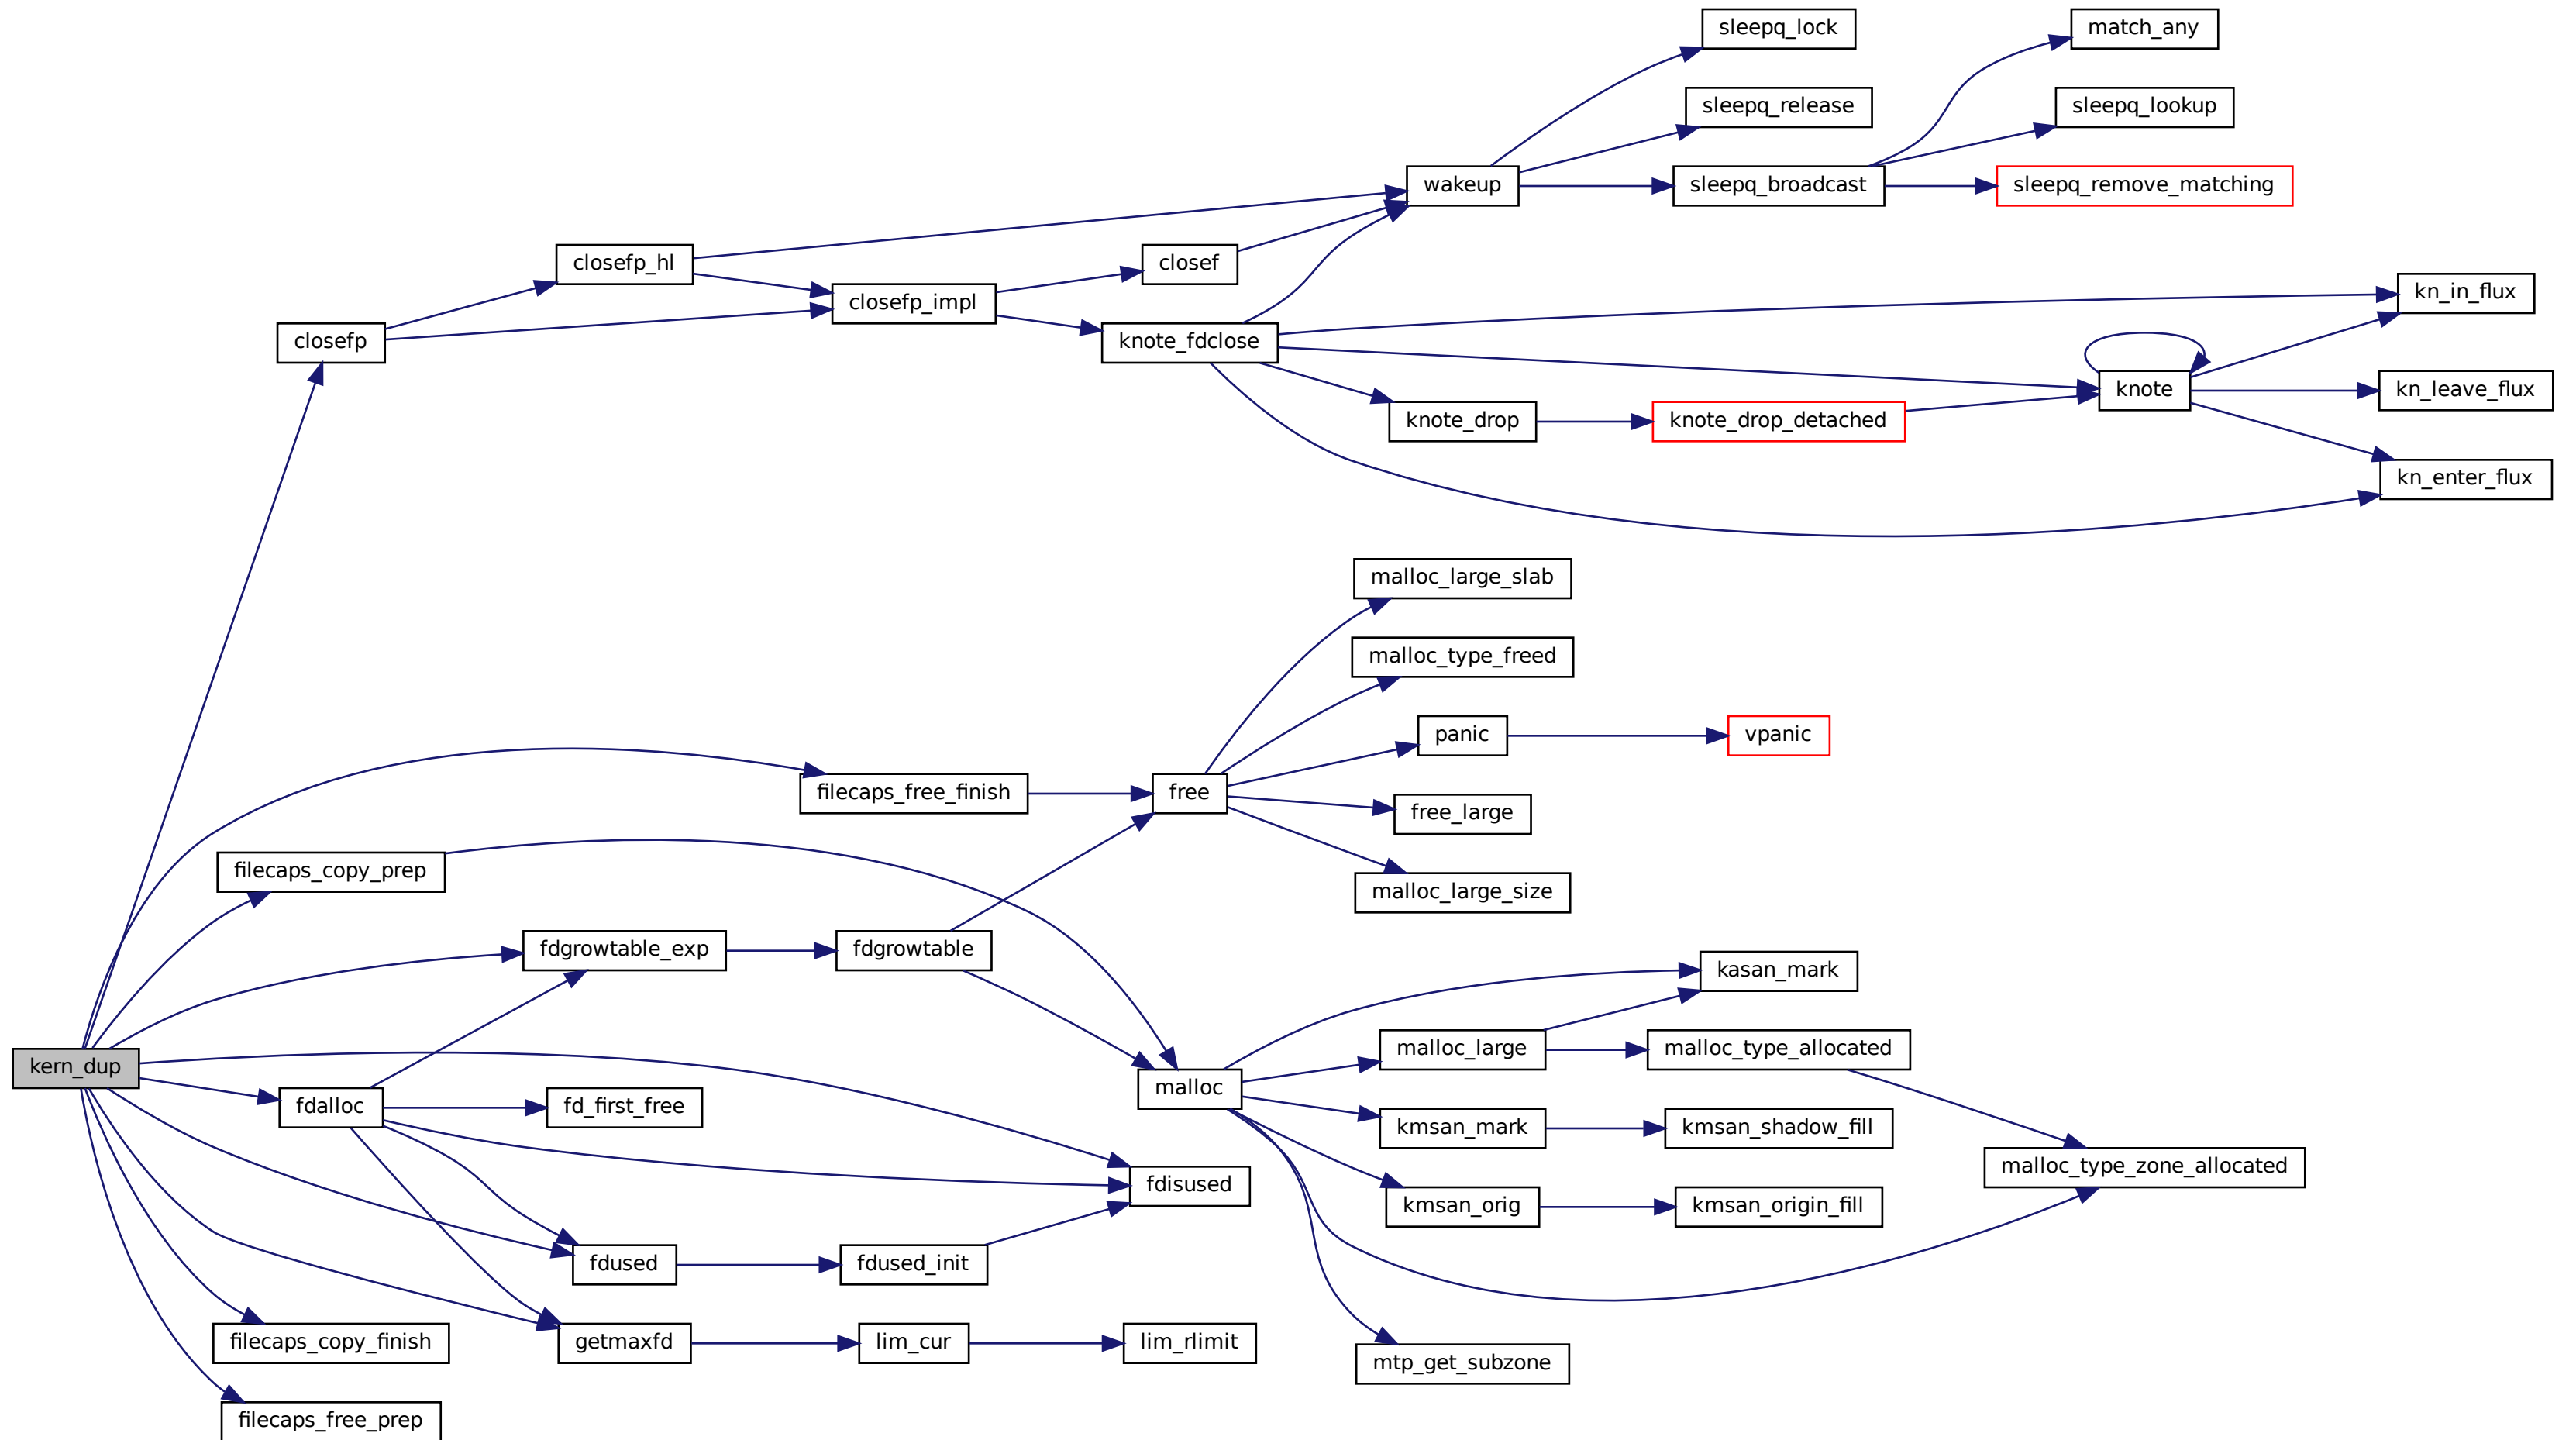 sleepq_lock
match_any
sleepq_release
sleepq_lookup
wakeup
sleepq_broadcast
sleepq_remove_matching
closefp_hl
closef
kn_in_flux
closefp_impl
closefp
knote_fdclose
knote
kn_leave_flux
knote_drop
knote_drop_detached
kn_enter_flux
malloc_large_slab
malloc_type_freed
panic
vpanic
filecaps_free_finish
free
free_large
filecaps_copy_prep
malloc_large_size
fdgrowtable_exp
fdgrowtable
kasan_mark
kern_dup
malloc_large
malloc_type_allocated
fdalloc
fd_first_free
malloc
kmsan_mark
kmsan_shadow_fill
malloc_type_zone_allocated
fdisused
kmsan_orig
kmsan_origin_fill
fdused
fdused_init
filecaps_copy_finish
getmaxfd
lim_cur
lim_rlimit
mtp_get_subzone
filecaps_free_prep